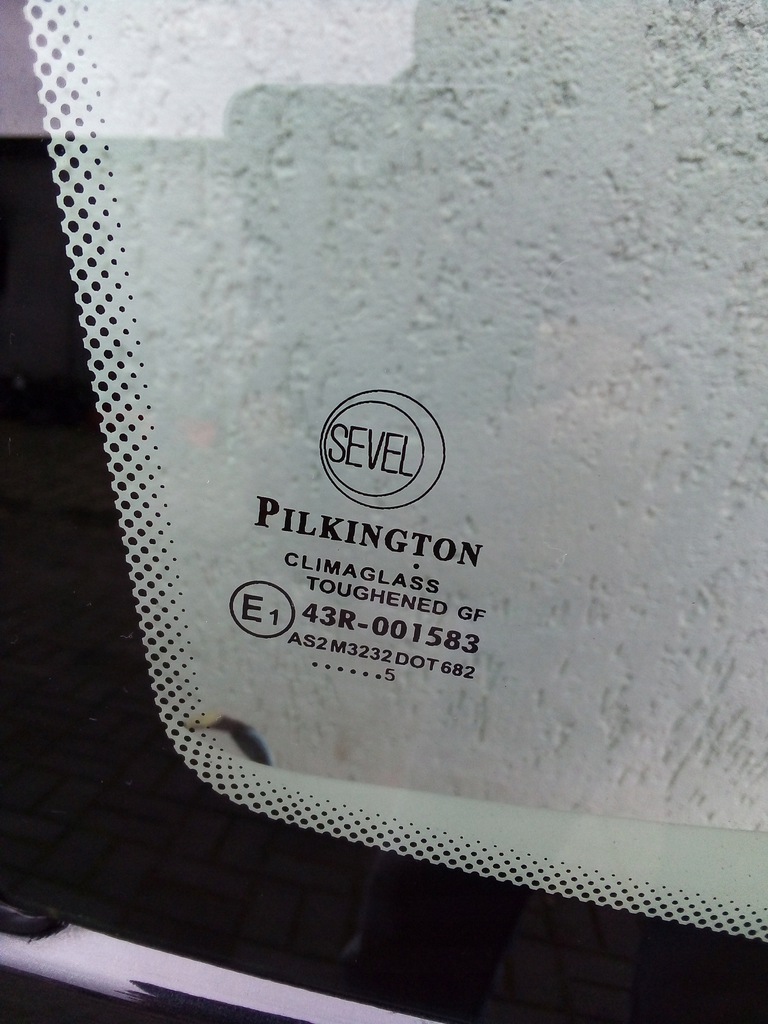 SEVEL
PILKINGTON
CLIMAGLASS
TOUGHENED GF
E1 43R-001583
AS2 M3232 DOT 682
......5